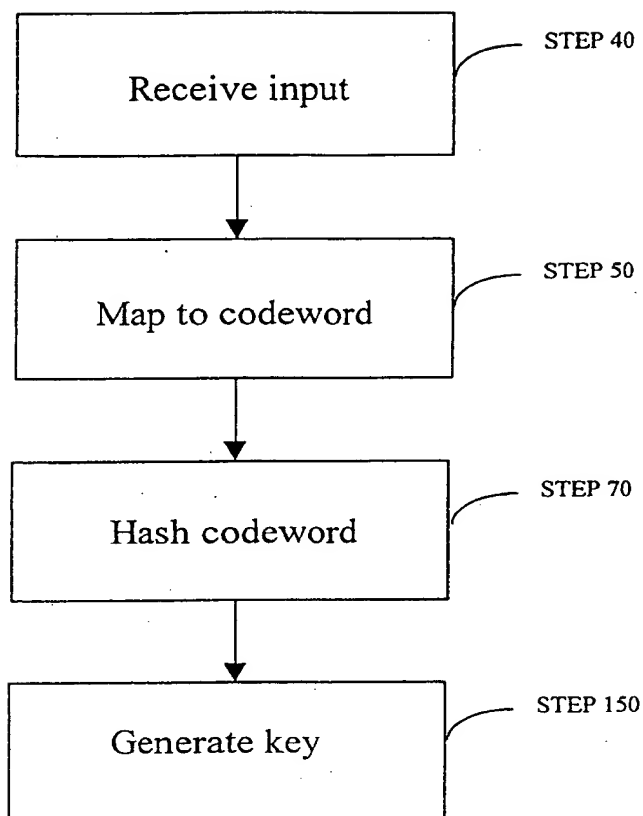 Receive input
STEP 40
Map to codeword
STEP 50
Hash codeword
STEP 70
Generate key
STEP 150